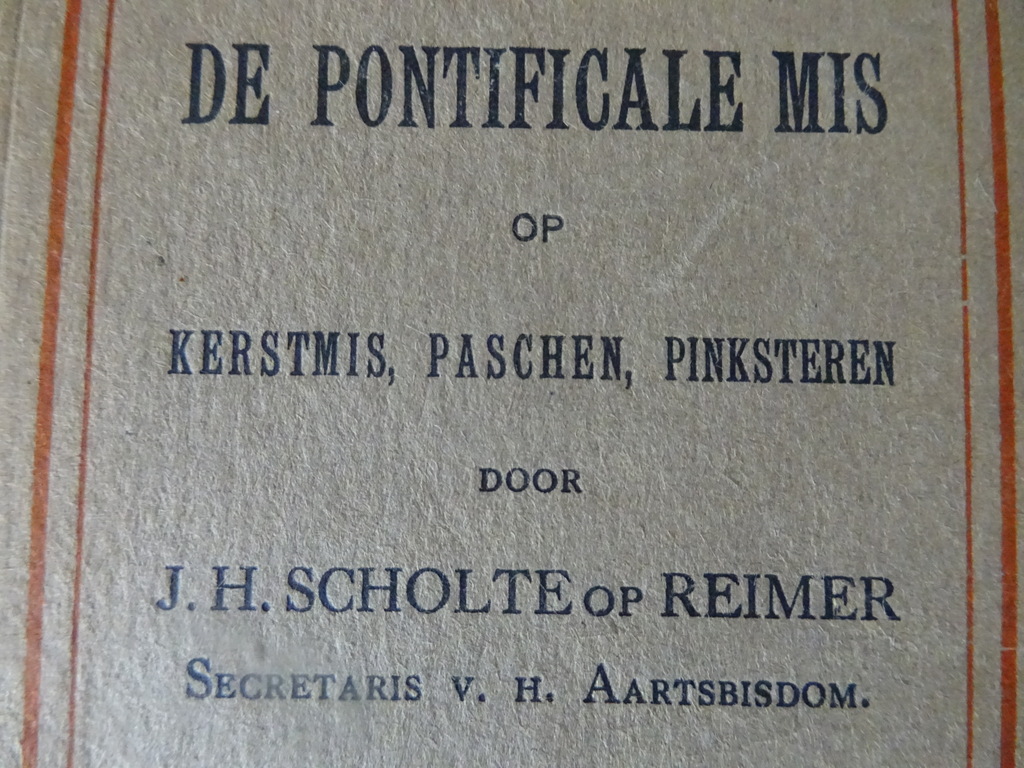 DE PONTIFICALE MIS
OP
KERSTMIS, PASCHEN, PINKSTEREN
DOOR
J. H. SCHOLTE OP REIMER
SECRETARIS V. H. AARTSBISDOM.